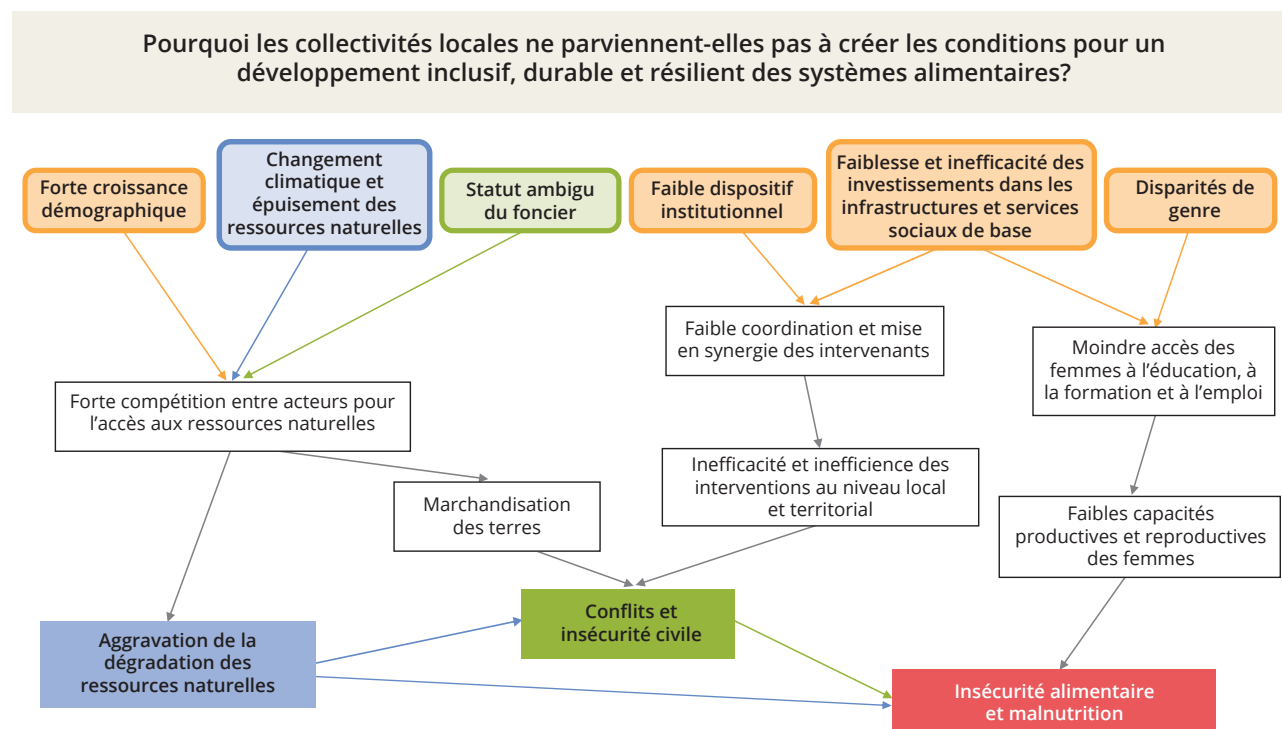 Pourquoi les collectivités locales ne parviennent-elles pas à créer les conditions pour un
développement inclusif, durable et résilient des systèmes alimentaires?
Forte croissance
démographique
Changement
climatique et
épuisement des
ressources naturelles
Statut ambigu
du foncier
Faible dispositif
institutionnel
Faiblesse et inefficacité des
investissements dans les
infrastructures et services
sociaux de base
Disparités de
genre
Faible coordination et mise
en synergie des intervenants
Moindre accès des
femmes à l’éducation, à
la formation et à l’emploi
Forte compétition entre acteurs pour
l’accès aux ressources naturelles
Marchandisation
des terres
Inefficacité et inefficience des
interventions au niveau local
et territorial
Faibles capacités
productives et reproductives
des femmes
Aggravation de la
dégradation des
ressources naturelles
Conflits et
insécurité civile
Insécurité alimentaire
et malnutrition